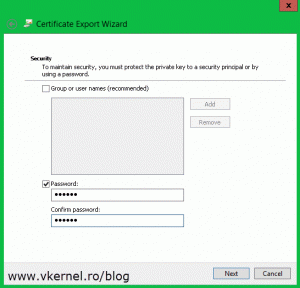 x
Certificate Export Wizard
Security
To maintain security, you must protect the private key to a security principal or by
using a password.
Group or user names (recommended)
Add
Remove
Password:
••••••
Confirm password:
••••••
www.vkernel.ro/blog
Next
Cancel